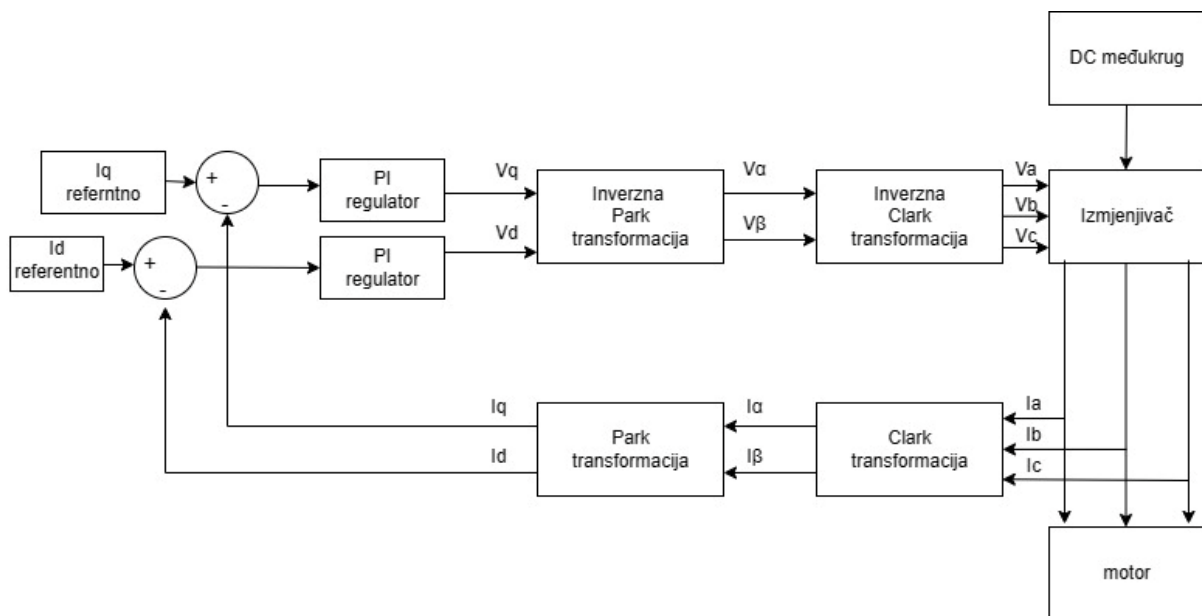 DC međukrug
Iq
referntno
+
-
PI
regulator
Vq
Inverzna
Park
transformacija
Vα
Vβ
Inverzna
Clark
transformacija
Va
Vb
Vc
Izmjenjivač
Id
referentno
+
-
PI
regulator
Vd
Iq
Id
Park
transformacija
Iα
Iβ
Clark
transformacija
Ia
Ib
Ic
motor